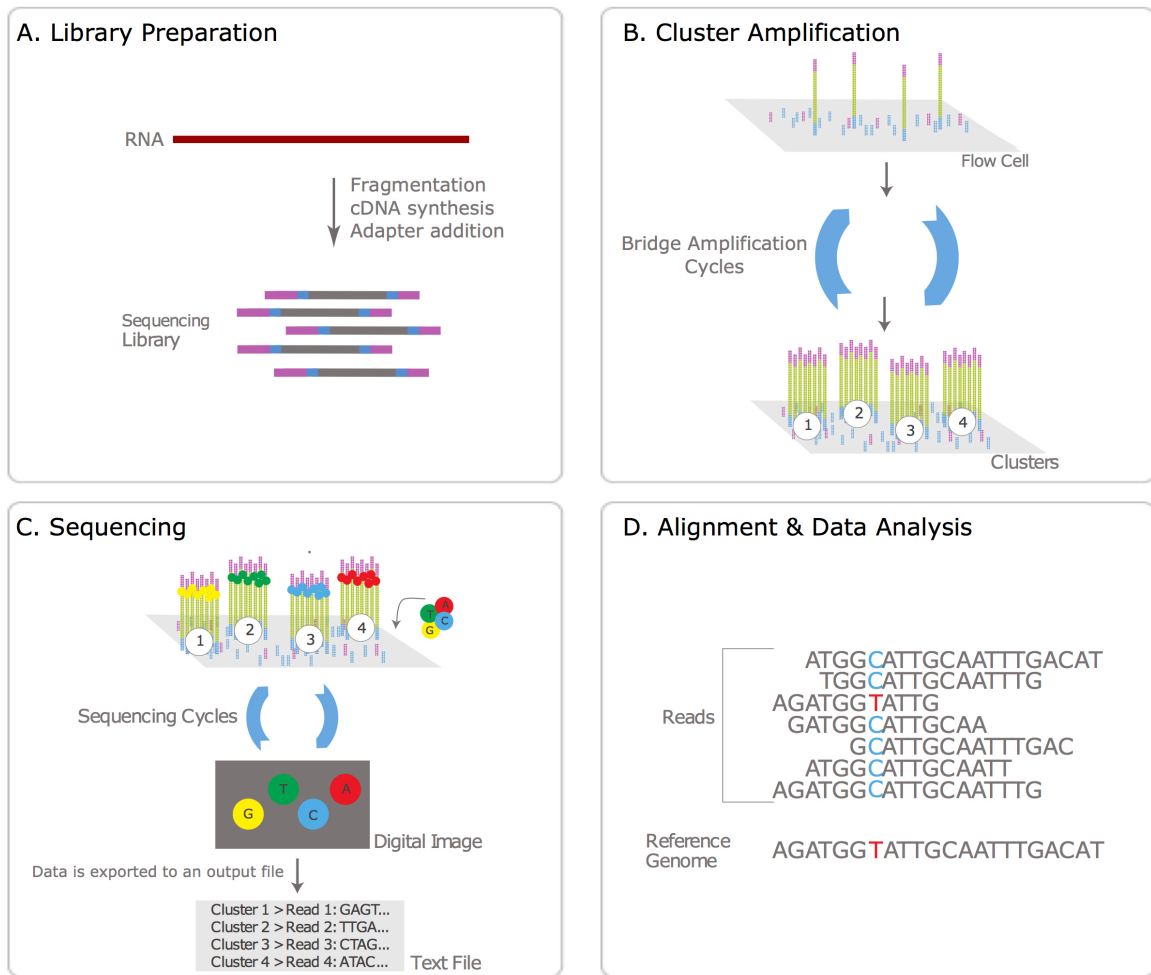 A. Library Preparation
RNA
Fragmentation
cDNA synthesis
Adapter addition
Sequencing
Library
B. Cluster Amplification
Flow Cell
Bridge Amplification
Cycles
1
2
3
4
Clusters
C. Sequencing
1
2
3
4
A
T
C
G
Sequencing Cycles
T
A
G
C
Digital Image
Data is exported to an output file
Cluster 1 > Read 1: GAGT...
Cluster 2 > Read 2: TTGA...
Cluster 3 > Read 3: CTAG...
Cluster 4 > Read 4: ATAC...
Text File
D. Alignment & Data Analysis
Reads
ATGGCATTGCAATTTGACAT
TGGCATTGCAATTTG
AGATGGTATTG
GATGGCATTGCAA
GCATTGCAATTTGAC
ATGGCATTGCAATT
AGATGGCATTGCAATTTG
Reference
Genome
AGATGGTATTGCAATTTGACAT